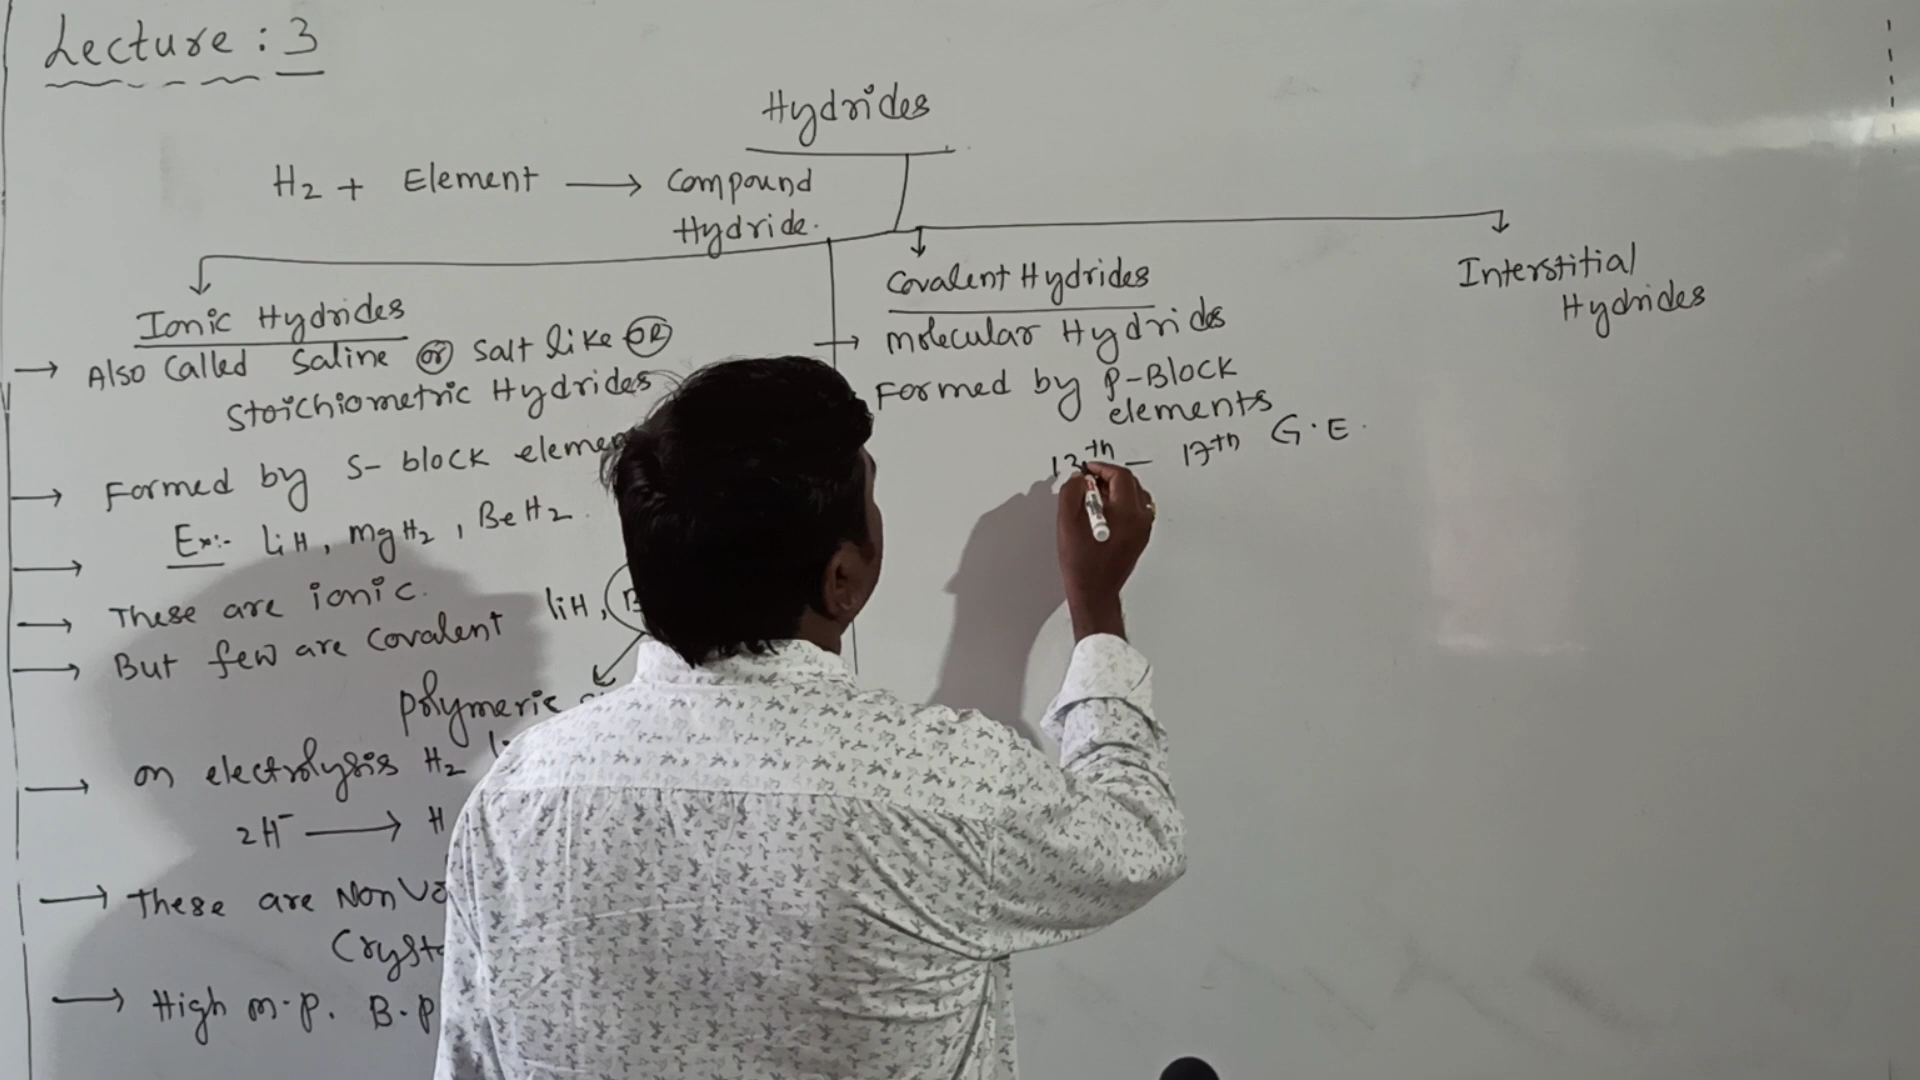 Lecture : 3
Hydrides
H2 + Element → Compound
Hydride.
Ionic Hydrides
→ Also Called Saline or Salt like OR
Stoichiometric Hydrides
→ Formed by S-block
→ Ex:- LiH, MgH2, BeH2.
→ These are ionic.
→ But few are Covalent LiH,
Polymeric
→ on electrolysis H2
2H⁻ →
→ These are Non
→ High m.p. B.P
Covalent Hydrides
→ Molecular Hydrides
Formed by P-Block
elements
13th – 17th G.E.
Interstitial
Hydrides